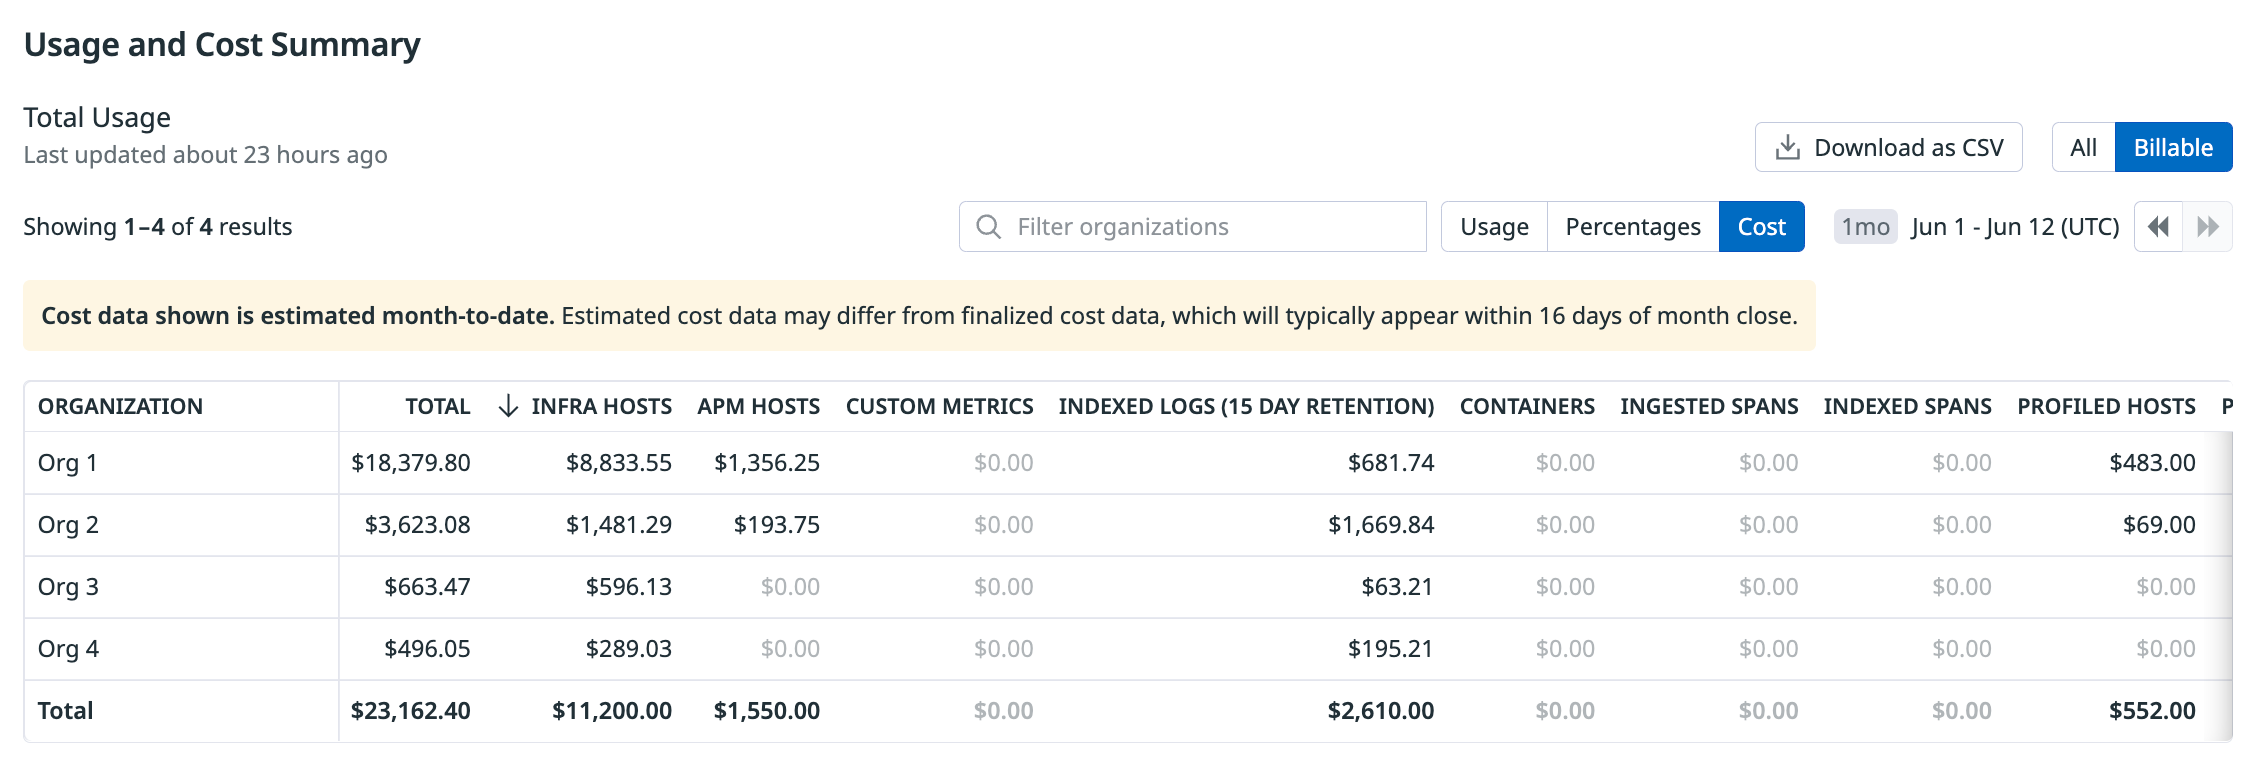 Usage and Cost Summary
Total Usage
Last updated about 23 hours ago
Download as CSV All Billable
Showing 1–4 of 4 results Filter organizations Usage Percentages Cost 1mo Jun 1 - Jun 12 (UTC)
Cost data shown is estimated month-to-date. Estimated cost data may differ from finalized cost data, which will typically appear within 16 days of month close.
ORGANIZATION TOTAL INFRA HOSTS APM HOSTS CUSTOM METRICS INDEXED LOGS (15 DAY RETENTION) CONTAINERS INGESTED SPANS INDEXED SPANS PROFILED HOSTS P
Org 1 $18,379.80 $8,833.55 $1,356.25 $0.00 $681.74 $0.00 $0.00 $0.00 $483.00
Org 2 $3,623.08 $1,481.29 $193.75 $0.00 $1,669.84 $0.00 $0.00 $0.00 $69.00
Org 3 $663.47 $596.13 $0.00 $0.00 $63.21 $0.00 $0.00 $0.00 $0.00
Org 4 $496.05 $289.03 $0.00 $0.00 $195.21 $0.00 $0.00 $0.00 $0.00
Total $23,162.40 $11,200.00 $1,550.00 $0.00 $2,610.00 $0.00 $0.00 $0.00 $552.00